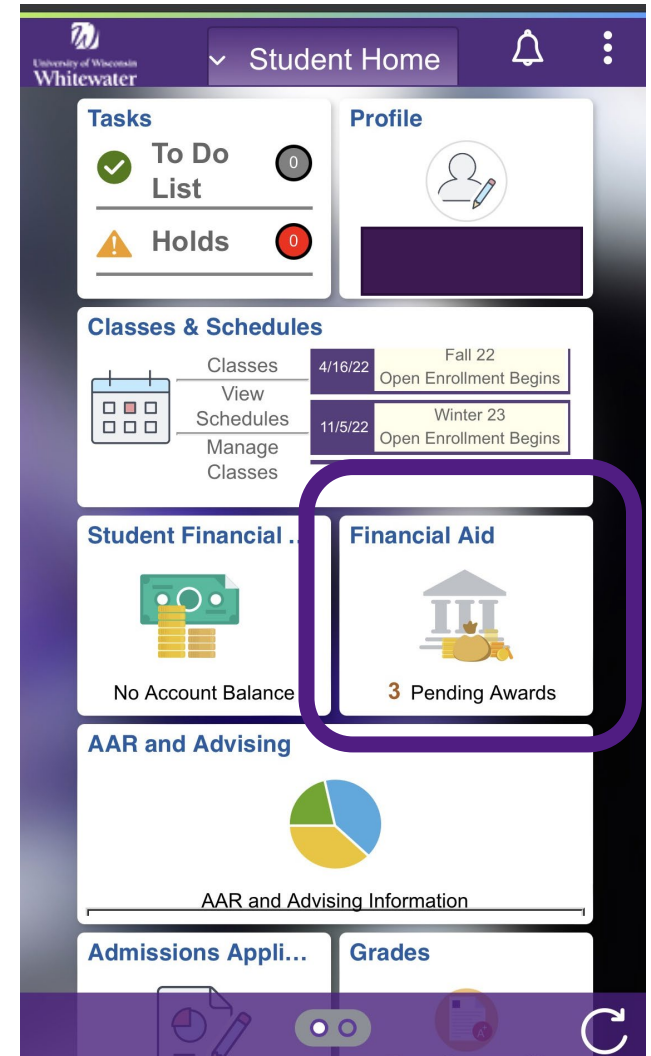 W
University of Wisconsin
Whitewater
Student Home
Tasks
To Do
List
0
Holds
0
Profile
Classes & Schedules
Classes
View
Schedules
Manage
Classes
4/16/22
Fall 22
Open Enrollment Begins
11/5/22
Winter 23
Open Enrollment Begins
Student Financial ...
No Account Balance
Financial Aid
3 Pending Awards
AAR and Advising
AAR and Advising Information
Admissions Appli...
Grades
A+